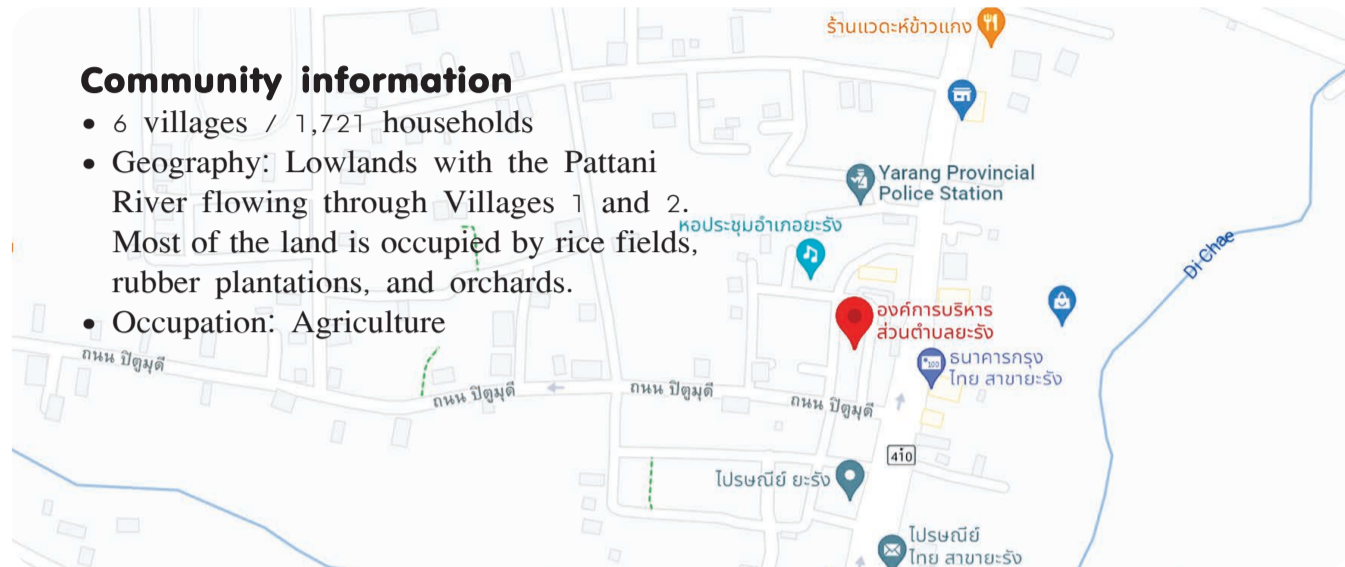 ร้านแวดะห์ข้าวแกง
Community information
• 6 villages / 1,721 households
• Geography: Lowlands with the Pattani
River flowing through Villages 1 and 2.
Most of the land is occupied by rice fields,
rubber plantations, and orchards.
• Occupation: Agriculture
Yarang Provincial
Police Station
หอประชุมอำเภอยะรัง
Di Chae
องค์การบริหาร
ส่วนตำบลยะรัง
ธนาคารกรุง
ไทย สาขายะรัง
ถนน ปิตูมุดี
ถนน ปิตูมุดี
ถนน ปิตูมุดี
ถนน ปิตูมุดี
410
ไปรษณีย์ ยะรัง
ไปรษณีย์
ไทย สาขายะรัง